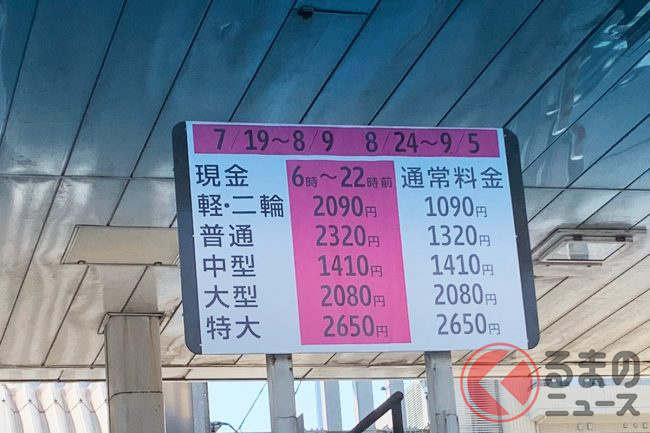 7/19～8/9 8/24～9/5
現金 6時～22時前 通常料金
軽・二輪 2090円 1090円
普通 2320円 1320円
中型 1410円 1410円
大型 2080円 2080円
特大 2650円 2650円
くるまの
ニュース